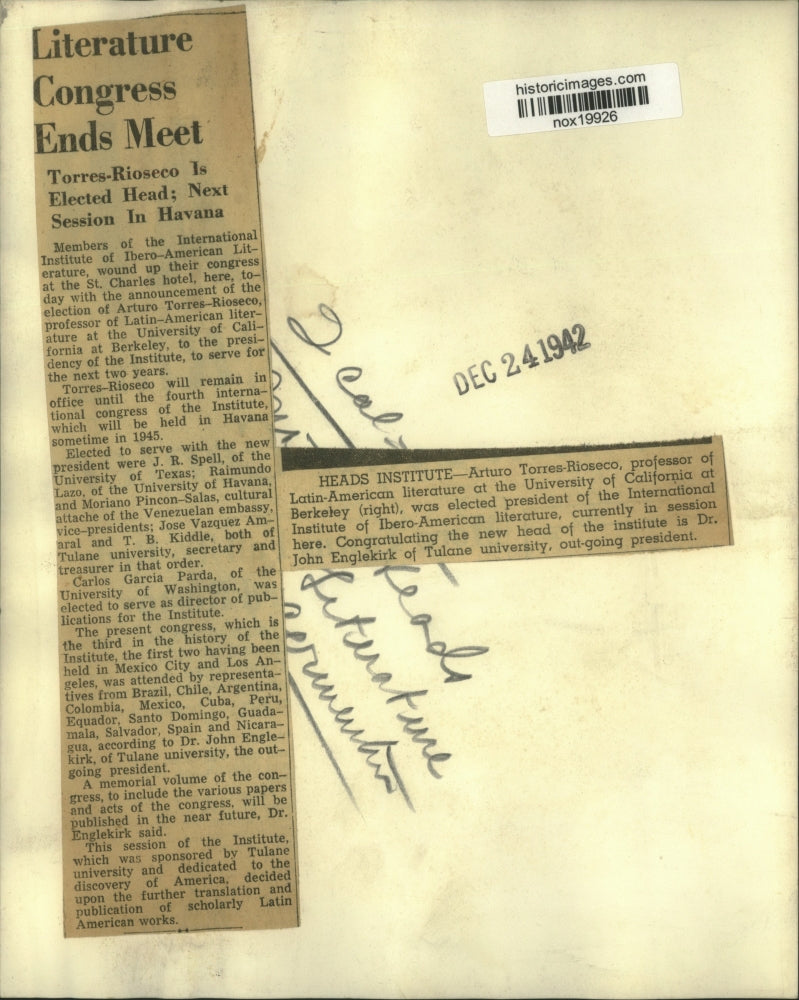 Literature
Congress
Ends Meet
Torres-Rioseco Is
Elected Head; Next
Session In Havana
Members of the International
Institute of Ibero-American Lit-
erature, wound up their congress
at the St. Charles hotel, here, to-
day with the announcement of the
election of Arturo Torres-Rioseco,
professor of Latin-American liter-
ature at the University of Cali-
fornia at Berkeley, to the presi-
dency of the Institute, to serve for
the next two years.
Torres-Rioseco will remain in
office until the fourth interna-
tional congress of the Institute,
which will be held in Havana
sometime in 1945.
Elected to serve with the new
president were J. R. Spell, of the
University of Texas; Raimundo
Lazo, of the University of Havana,
and Moriano Pincon-Salas, cultural
attache of the Venezuelan embassy,
vice-presidents; Jose Vazquez Am-
aral and T. B. Kiddle, both of
Tulane university, secretary and
treasurer in that order.
Carlos Garcia Parda, of the
University of Washington, was
elected to serve as director of pub-
lications for the Institute.
The present congress, which is
the third in the history of the
Institute, the first two having been
held in Mexico City and Los An-
geles, was attended by representa-
tives from Brazil, Chile, Argentina,
Colombia, Mexico, Cuba, Peru,
Equador, Santo Domingo, Guada-
mala, Salvador, Spain and Nicara-
gua, according to Dr. John Engle-
kirk, of Tulane university, the out-
going president.
A memorial volume of the con-
gress, to include the various papers
and acts of the congress, will be
published in the near future, Dr.
Englekirk said.
This session of the Institute,
which was sponsored by Tulane
university and dedicated to the
discovery of America, decided
upon the further translation and
publication of scholarly Latin
American works.
historicimages.com
nox19926
DEC 24 1942
2 col
HEADS INSTITUTE—Arturo Torres-Rioseco, professor of
Latin-American literature at the University of California at
Berkeley (right), was elected president of the International
Institute of Ibero-American literature, currently in session
here. Congratulating the new head of the institute is Dr.
John Englekirk of Tulane university, out-going president.
Heads
Literature